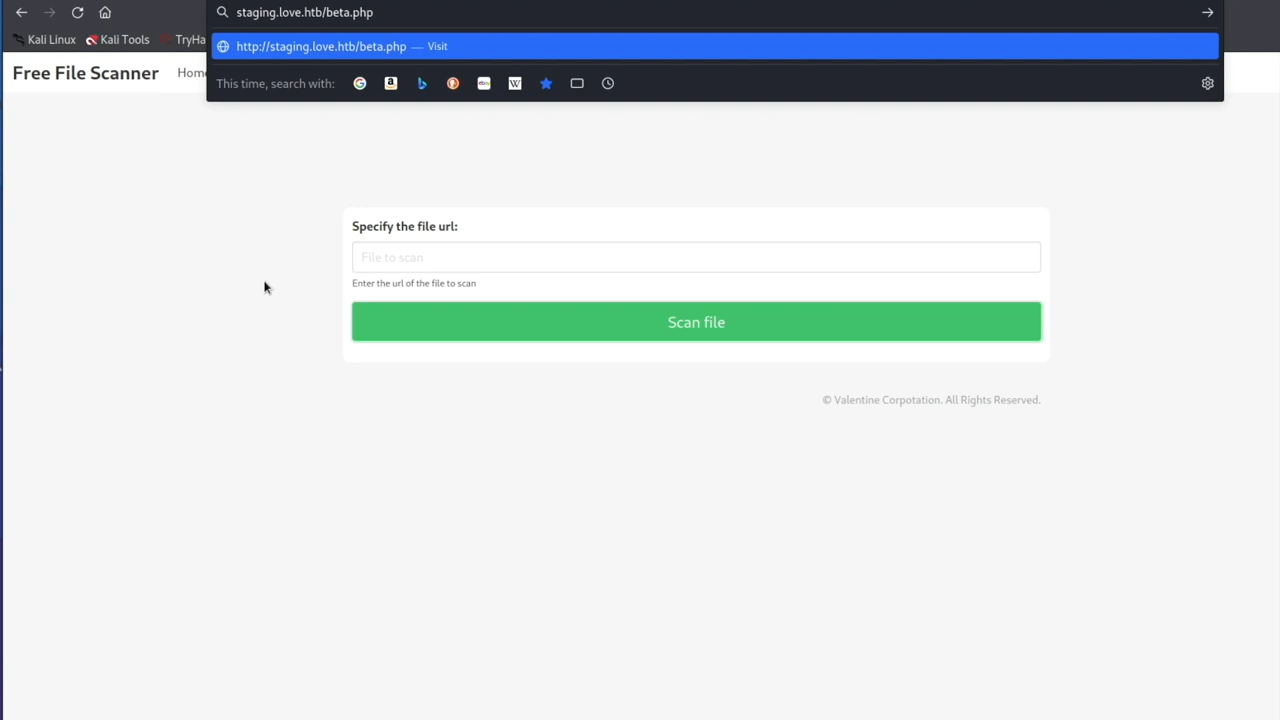 staging.love.htb/beta.php
Kali Linux Kali Tools TryHa
http://staging.love.htb/beta.php — Visit
Free File Scanner Hom
This time, search with:
Specify the file url:
File to scan
Enter the url of the file to scan
Scan file
© Valentine Corpotation. All Rights Reserved.